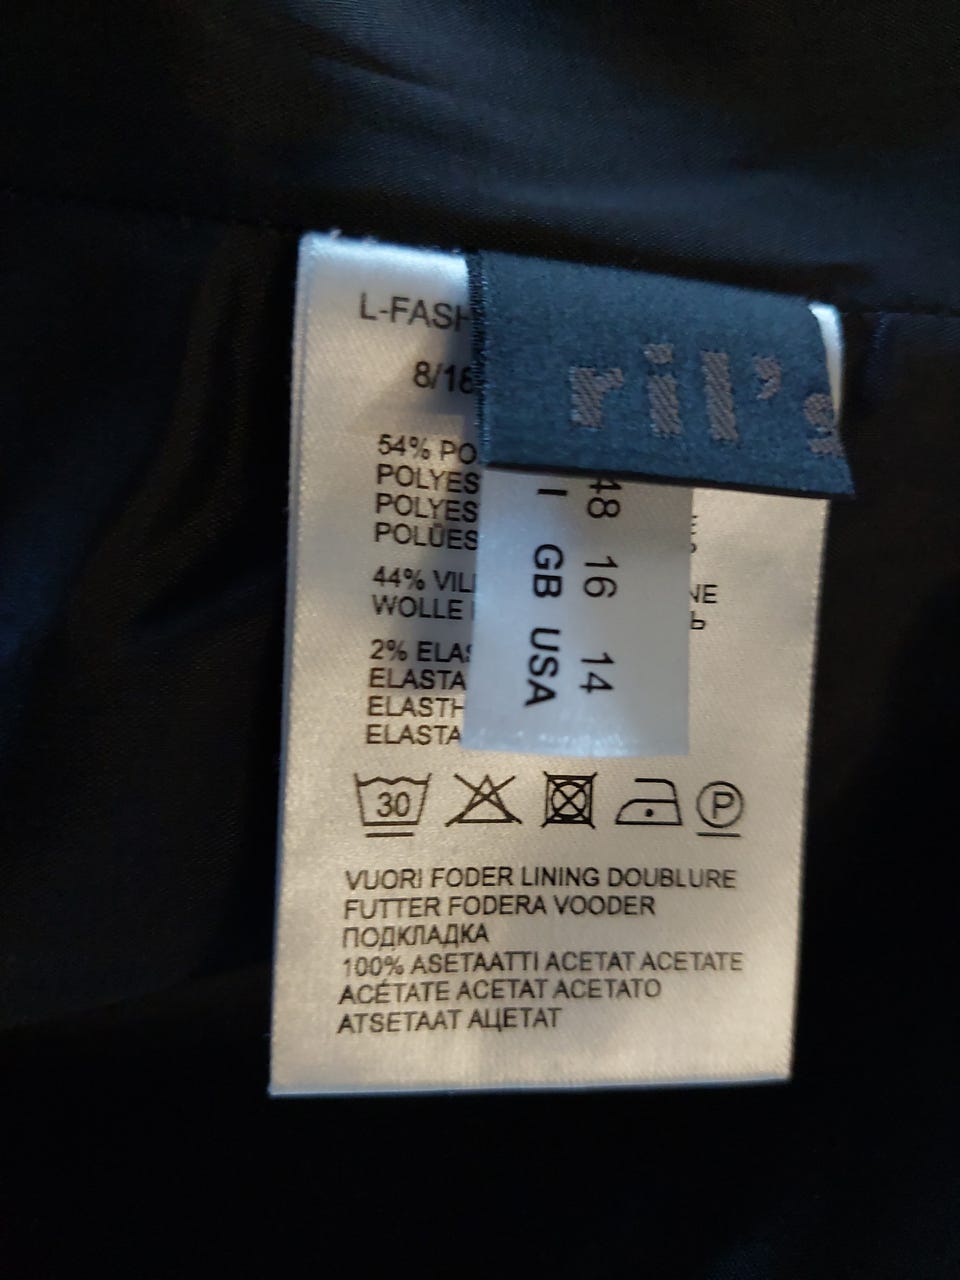 L-FASH
8/18
ril's
54% PO
POLYES
POLYES
POLÜES
44% VIL
WOLLE
NE
Ь
2% ELAS
ELASTA
ELASTH
ELASTA
48 16 14
I GB USA
30
P
VUORI FODER LINING DOUBLURE
FUTTER FODERA VOODER
ПОДКЛАДКА
100% ASETAATTI ACETAT ACETATE
ACÉTATE ACETAT ACETATO
ATSETAAT АЦЕТАТ